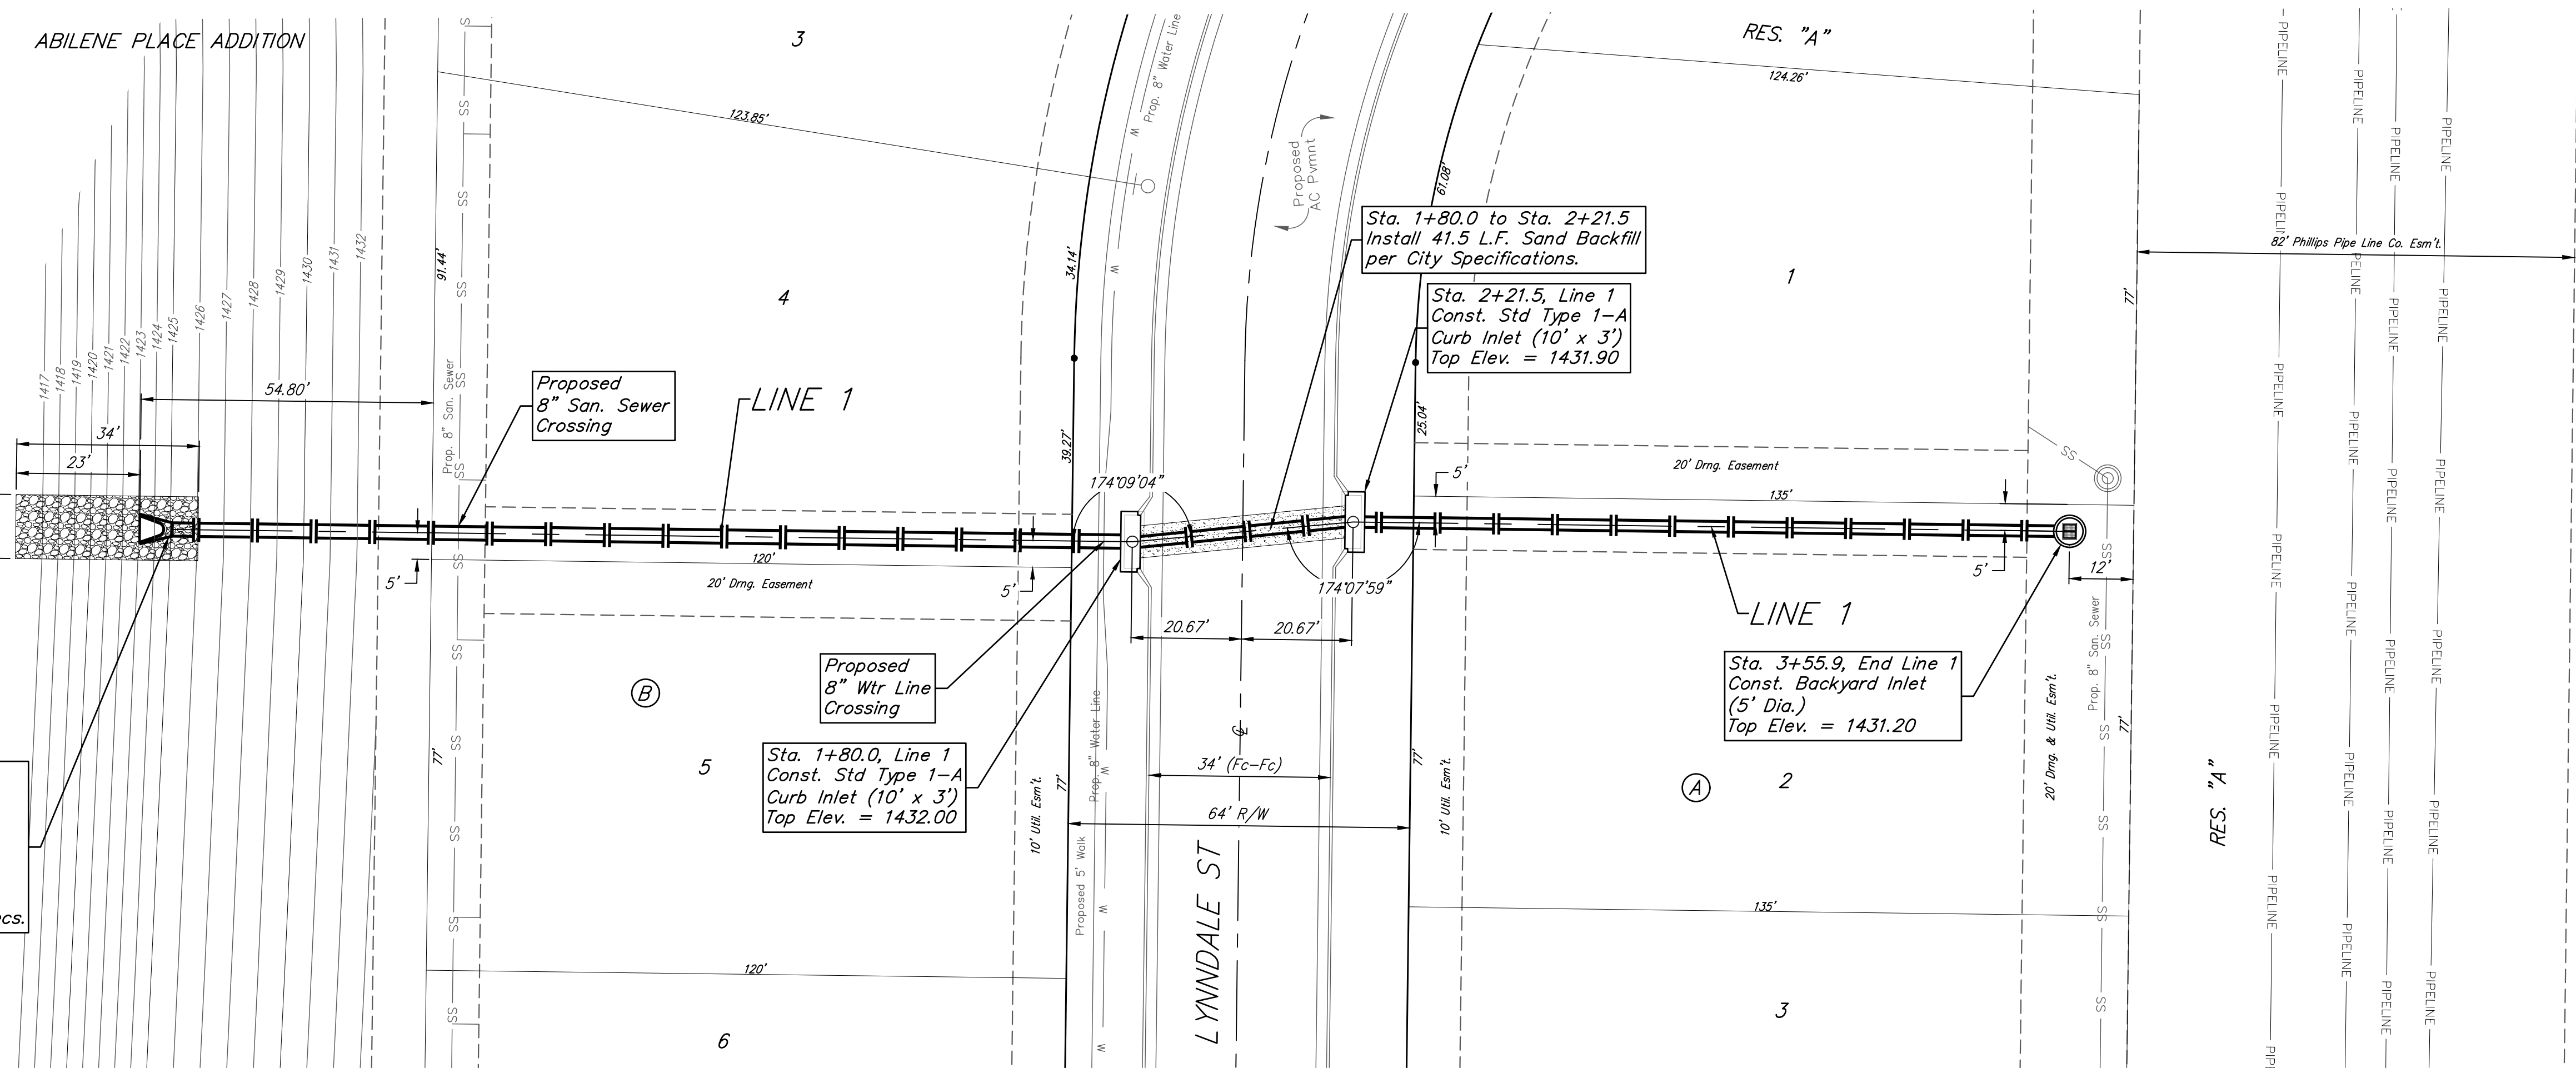 ABILENE PLACE ADDITION
3
123.85'
Prop. 8" Water Line
W
Proposed
AC Pvmnt
RES. "A"
124.26'
61.08'
34.14'
91.44'
4
1
Sta. 1+80.0 to Sta. 2+21.5
Install 41.5 L.F. Sand Backfill
per City Specifications.
Sta. 2+21.5, Line 1
Const. Std Type 1-A
Curb Inlet (10' x 3')
Top Elev. = 1431.90
82' Phillips Pipe Line Co. Esm't.
PIPELINE
PIPELINE
PIPELINE
PIPELINE
77'
1417
1418
1419
1420
1421
1422
1423
1424
1425
1426
1427
1428
1429
1430
1431
1432
54.80'
34'
23'
Prop. 8" San. Sewer
SS
Proposed
8" San. Sewer
Crossing
LINE 1
39.27'
25.04'
174°09'04"
5'
20' Drng. Easement
135'
SS
120'
5'
20' Drng. Easement
5'
174°07'59"
5'
12'
20.67'
20.67'
LINE 1
Proposed
8" Wtr Line
Crossing
B
Sta. 3+55.9, End Line 1
Const. Backyard Inlet
(5' Dia.)
Top Elev. = 1431.20
20' Drng. & Util. Esm't.
Prop. 8" San. Sewer
77'
77'
5
Sta. 1+80.0, Line 1
Const. Std Type 1-A
Curb Inlet (10' x 3')
Top Elev. = 1432.00
10' Util. Esm't.
77'
Prop. 8" Water Line
Proposed 5' Walk
34' (Fc-Fc)
64' R/W
77'
10' Util. Esm't.
A
2
RES. "A"
LYNNDALE ST
135'
120'
6
3
cs.